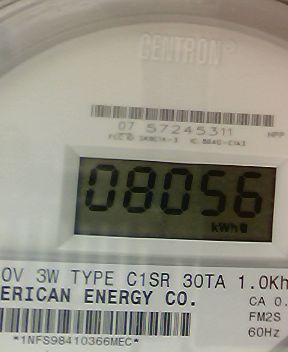 CENTRON®
07 57245311
08056
kWh
0V 3W TYPE C1SR 30TA 1.0Kh
ERICAN ENERGY CO.
CA 0.
FM2S
60Hz
*1NFS98410366MEC*